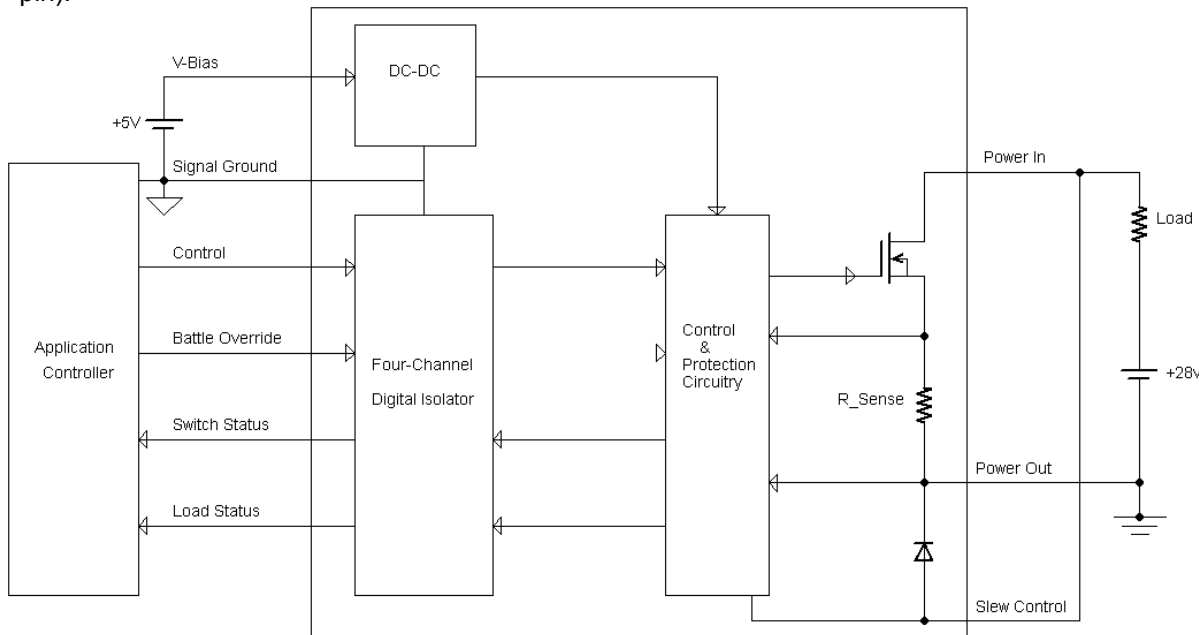 pin).
V-Bias
DC-DC
+5V
Signal Ground
Power In
Load
Control
Battle Override
Application
Controller
Four-Channel
Digital Isolator
Control
&
Protection
Circuitry
+28v
R_Sense
Switch Status
Power Out
Load Status
Slew Control